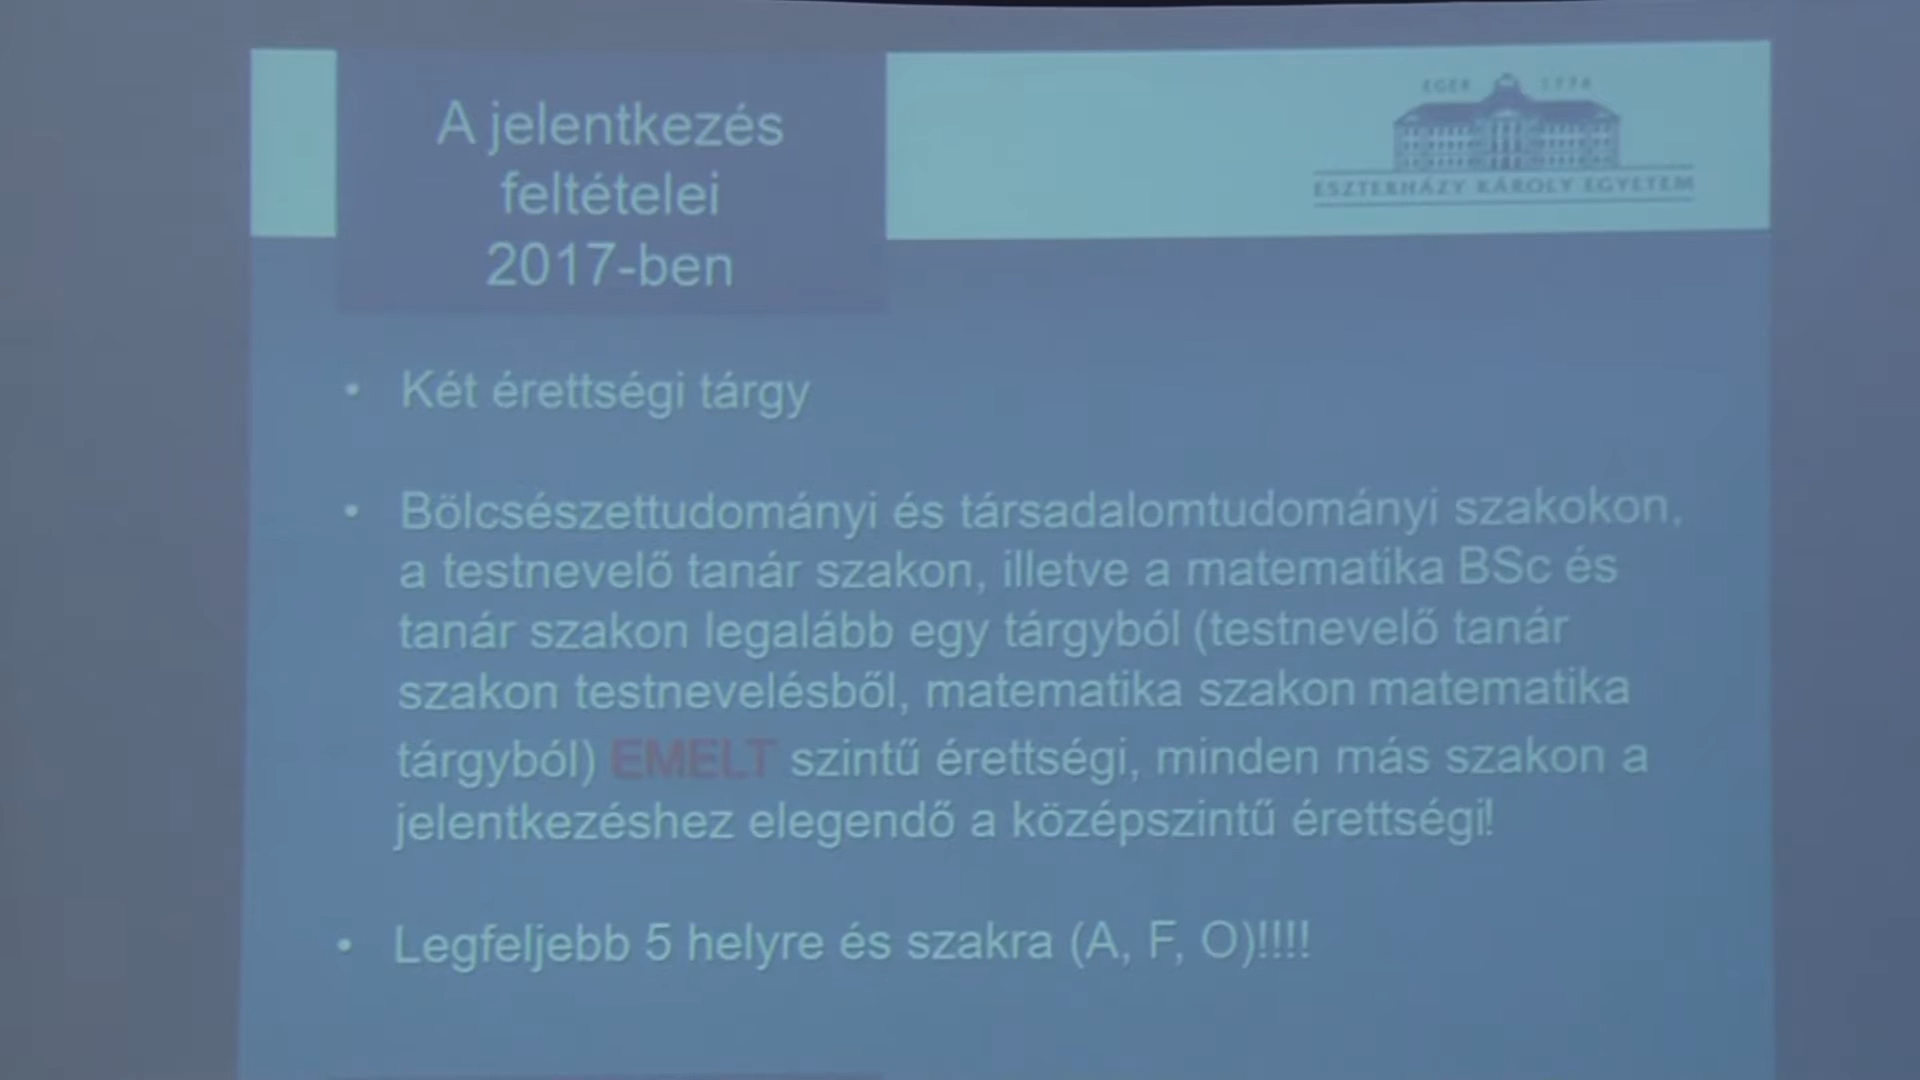 A jelentkezés
feltételei
2017-ben
EGER 1774
ESZTERHÁZY KÁROLY EGYETEM
• Két érettségi tárgy
• Bölcsészettudományi és társadalomtudományi szakokon,
a testnevelő tanár szakon, illetve a matematika BSc és
tanár szakon legalább egy tárgyból (testnevelő tanár
szakon testnevelésből, matematika szakon matematika
tárgyból) EMELT szintű érettségi, minden más szakon a
jelentkezéshez elegendő a középszintű érettségi!
• Legfeljebb 5 helyre és szakra (A, F, O)!!!!